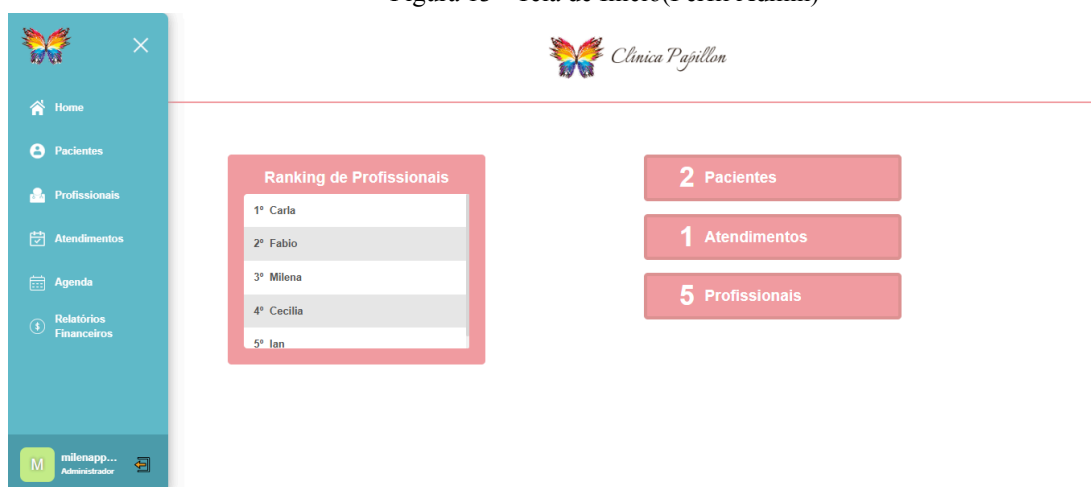 Clínica Papillon
Home
Pacientes
Profissionais
Atendimentos
Agenda
Relatórios
Financeiros
M
milenapp...
Administrador
Ranking de Profissionais
1º Carla
2º Fabio
3º Milena
4º Cecilia
5º Ian
2 Pacientes
1 Atendimentos
5 Profissionais